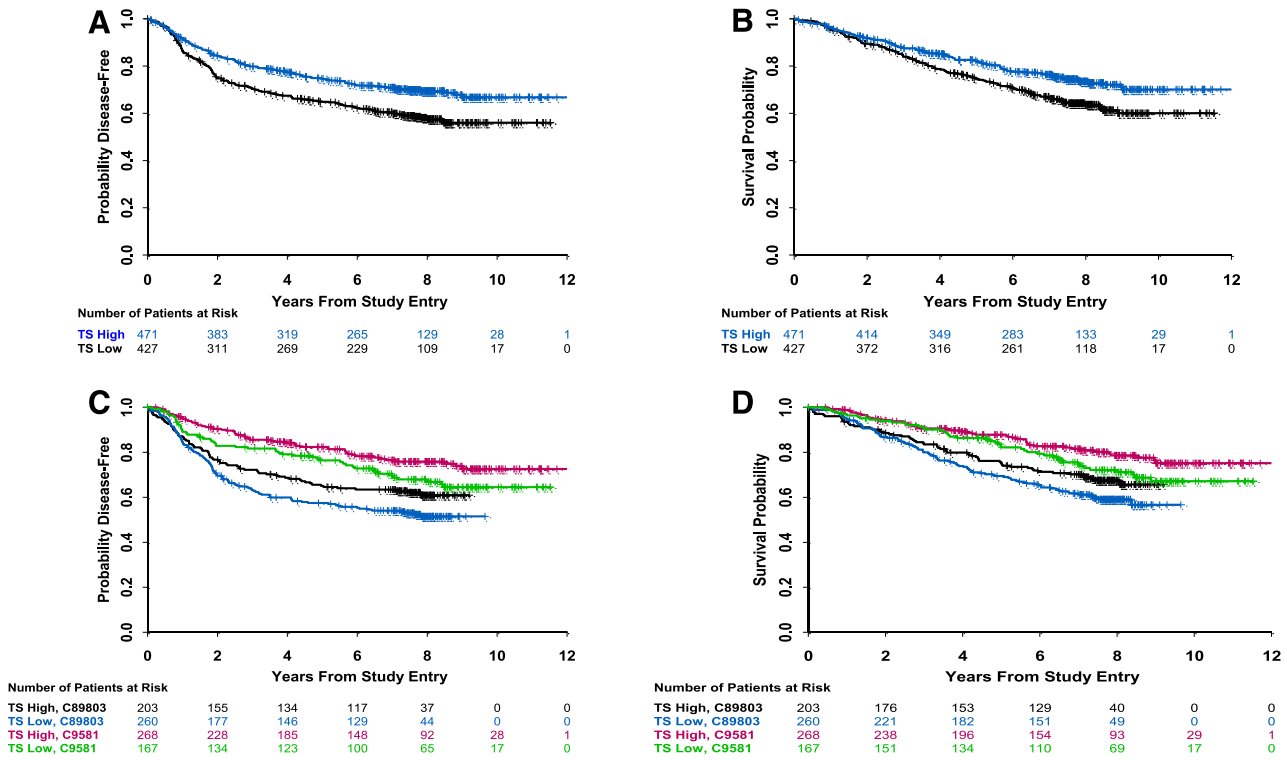 A
Probability Disease-Free
1.0
0.8
0.6
0.4
0.2
0.0
0 2 4 6 8 10 12
Years From Study Entry
Number of Patients at Risk
TS High 471 383 319 265 129 28 1
TS Low 427 311 269 229 109 17 0
B
Survival Probability
1.0
0.8
0.6
0.4
0.2
0.0
0 2 4 6 8 10 12
Years From Study Entry
Number of Patients at Risk
TS High 471 414 349 283 133 29 1
TS Low 427 372 316 261 118 17 0
C
Probability Disease-Free
1.0
0.8
0.6
0.4
0.2
0.0
0 2 4 6 8 10 12
Years From Study Entry
Number of Patients at Risk
TS High, C89803 203 155 134 117 37 0 0
TS Low, C89803 260 177 146 129 44 0 0
TS High, C9581 268 228 185 148 92 28 1
TS Low, C9581 167 134 123 100 65 17 0
D
Survival Probability
1.0
0.8
0.6
0.4
0.2
0.0
0 2 4 6 8 10 12
Years From Study Entry
Number of Patients at Risk
TS High, C89803 203 176 153 129 40 0 0
TS Low, C89803 260 221 182 151 49 0 0
TS High, C9581 268 238 196 154 93 29 1
TS Low, C9581 167 151 134 110 69 17 0